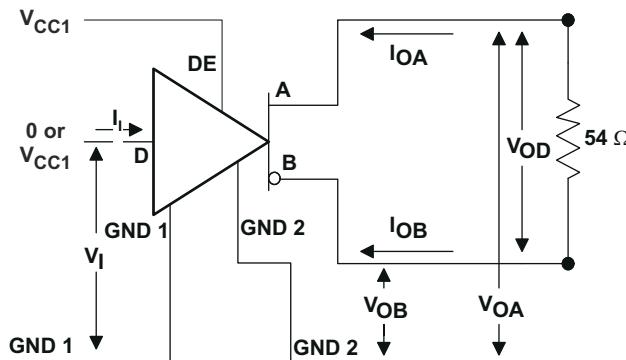 VCC1
DE
IOA
A
II
0 or
VCC1
D
VOD
54 Ω
B
GND 1
GND 2
IOB
VI
VOB
VOA
GND 1
GND 2